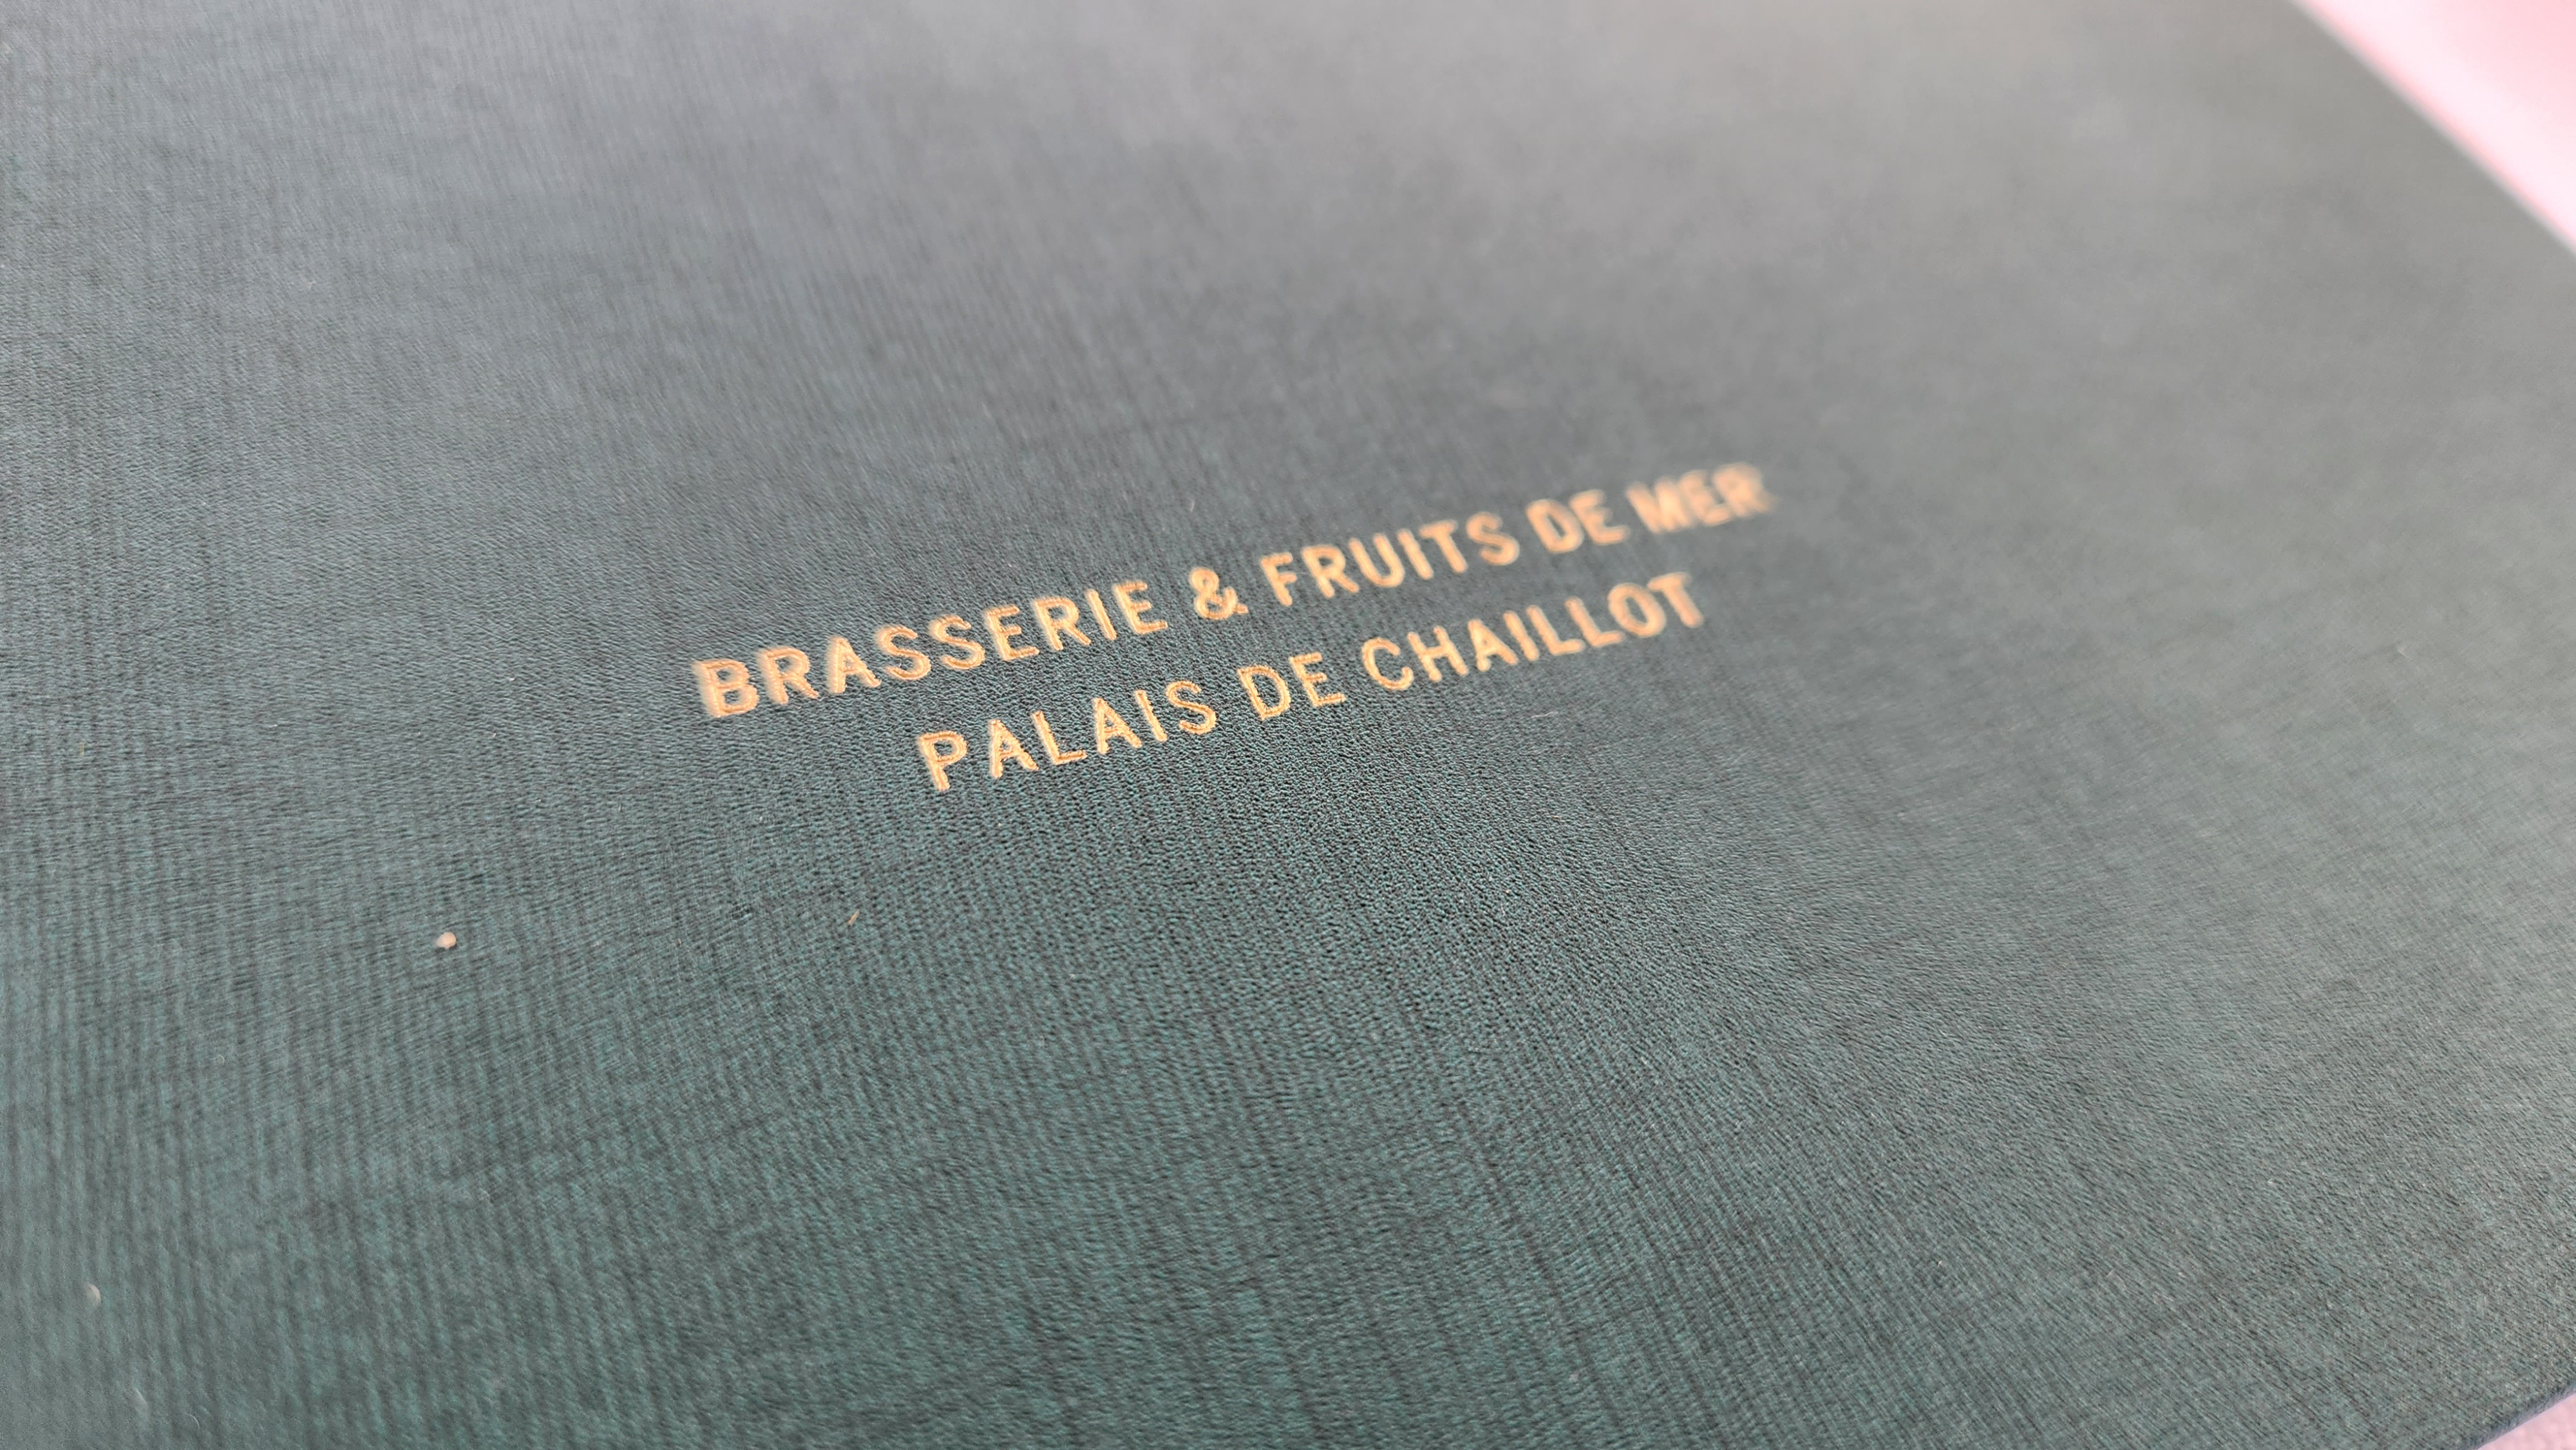 BRASSERIE & FRUITS DE MER
PALAIS DE CHAILLOT